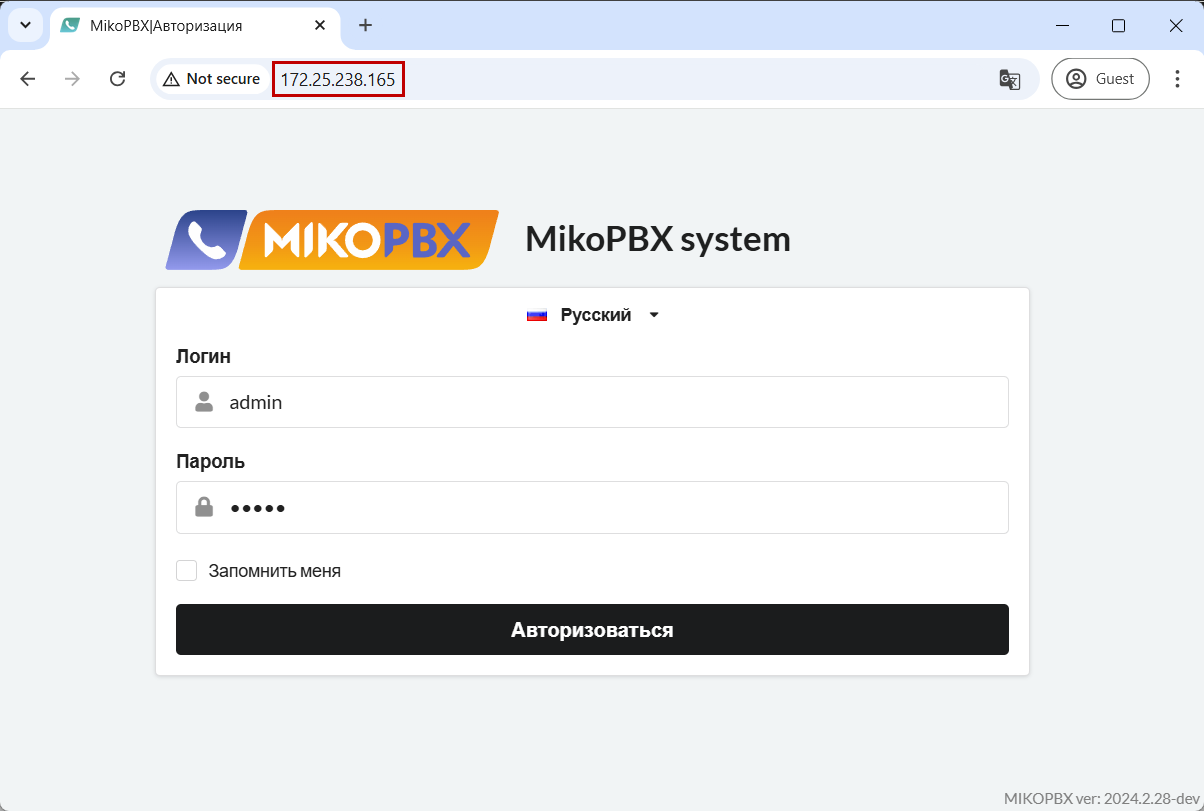 MikoPBX|Авторизация
Not secure 172.25.238.165 Guest
MIKOPBX MikoPBX system
Русский
Логин
admin
Пароль
•••••
Запомнить меня
Авторизоваться
MIKOPBX ver: 2024.2.28-dev